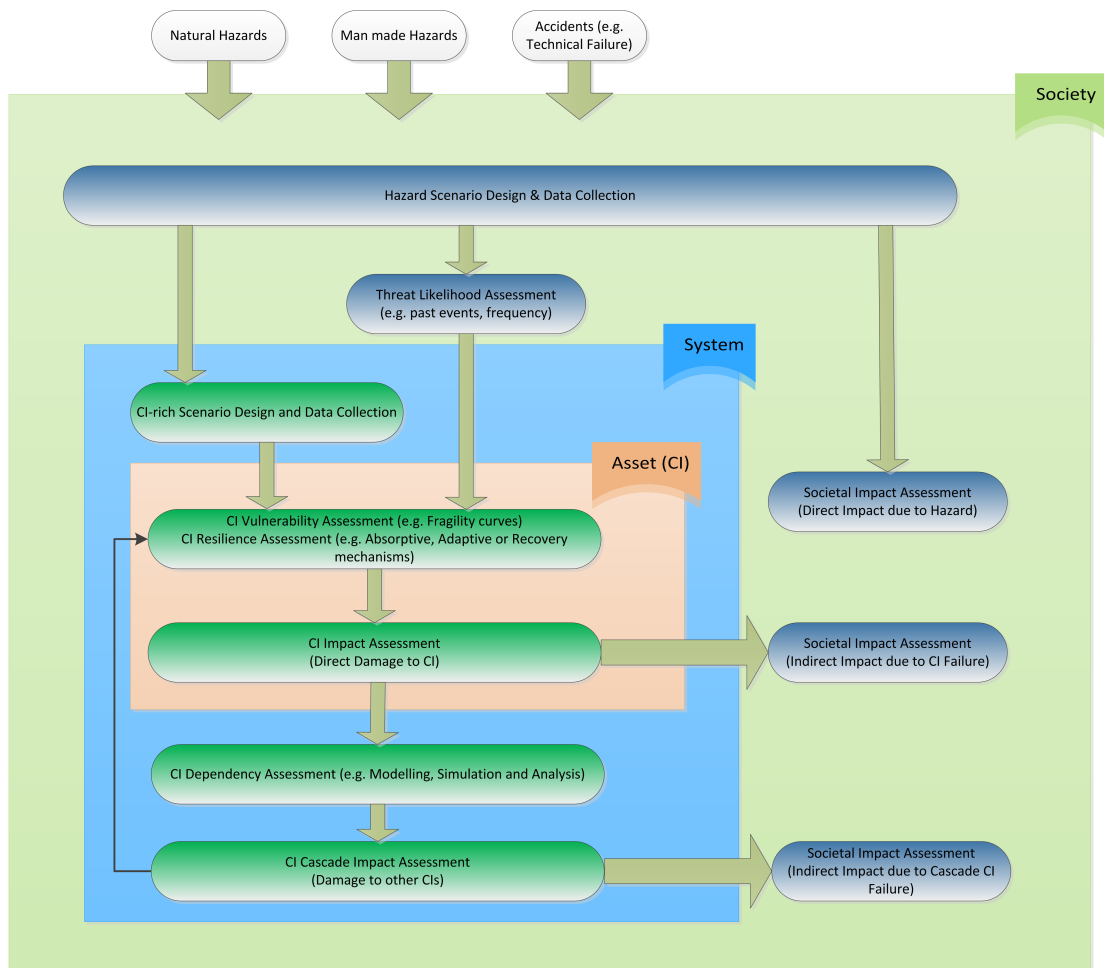 Natural Hazards
Man made Hazards
Accidents (e.g.
Technical Failure)
Society
Hazard Scenario Design & Data Collection
Threat Likelihood Assessment
(e.g. past events, frequency)
System
CI-rich Scenario Design and Data Collection
Asset (CI)
Societal Impact Assessment
(Direct Impact due to Hazard)
CI Vulnerability Assessment (e.g. Fragility curves)
CI Resilience Assessment (e.g. Absorptive, Adaptive or Recovery
mechanisms)
CI Impact Assessment
(Direct Damage to CI)
Societal Impact Assessment
(Indirect Impact due to CI Failure)
CI Dependency Assessment (e.g. Modelling, Simulation and Analysis)
CI Cascade Impact Assessment
(Damage to other CIs)
Societal Impact Assessment
(Indirect Impact due to Cascade CI
Failure)